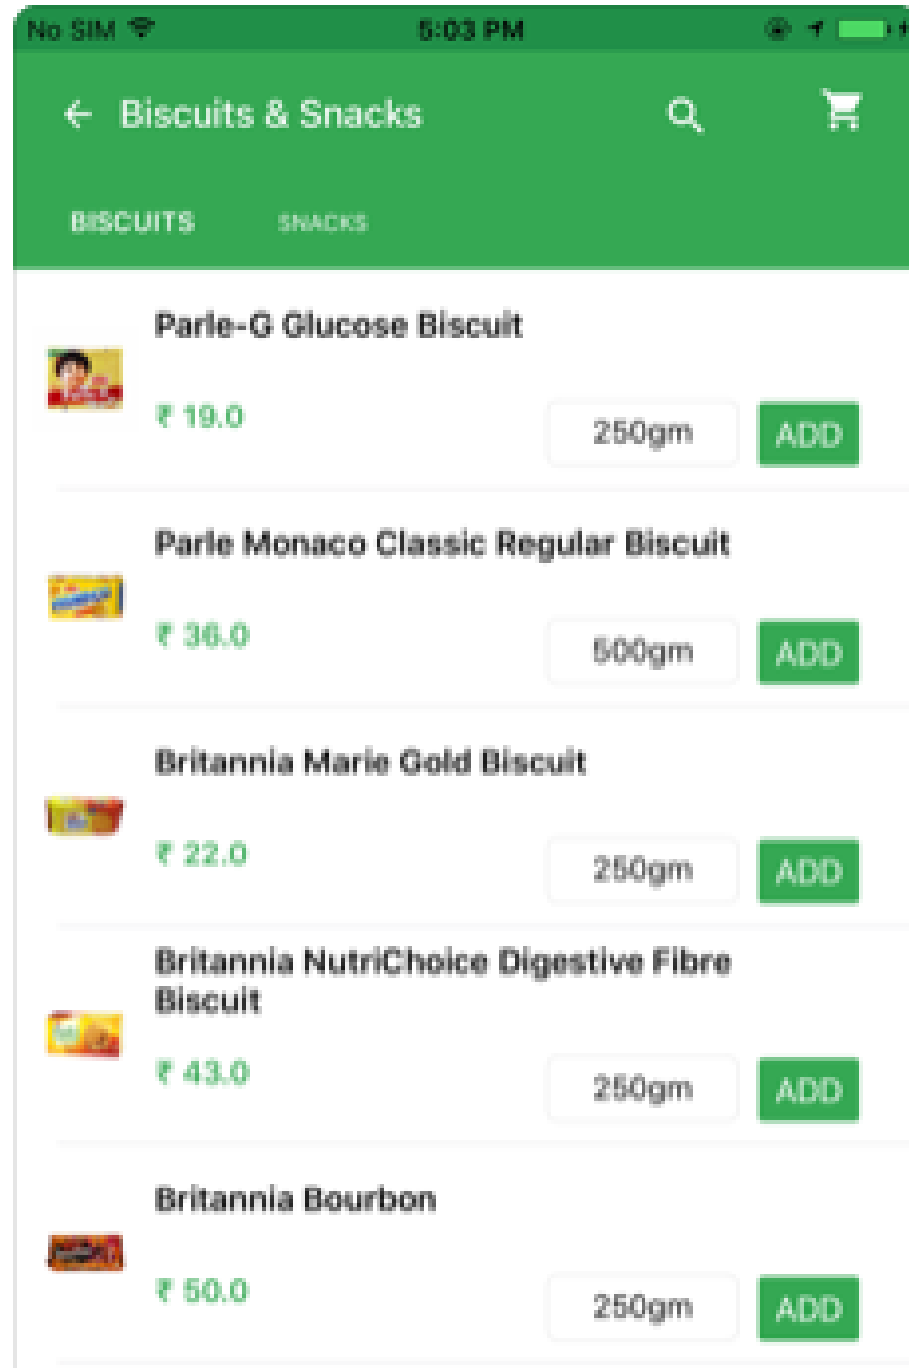 No SIM 5:03 PM
Biscuits & Snacks
BISCUITS SNACKS
Parle-G Glucose Biscuit
₹ 19.0 250gm ADD
Parle Monaco Classic Regular Biscuit
₹ 36.0 500gm ADD
Britannia Marie Gold Biscuit
₹ 22.0 250gm ADD
Britannia NutriChoice Digestive Fibre
Biscuit
₹ 43.0 250gm ADD
Britannia Bourbon
₹ 50.0 250gm ADD